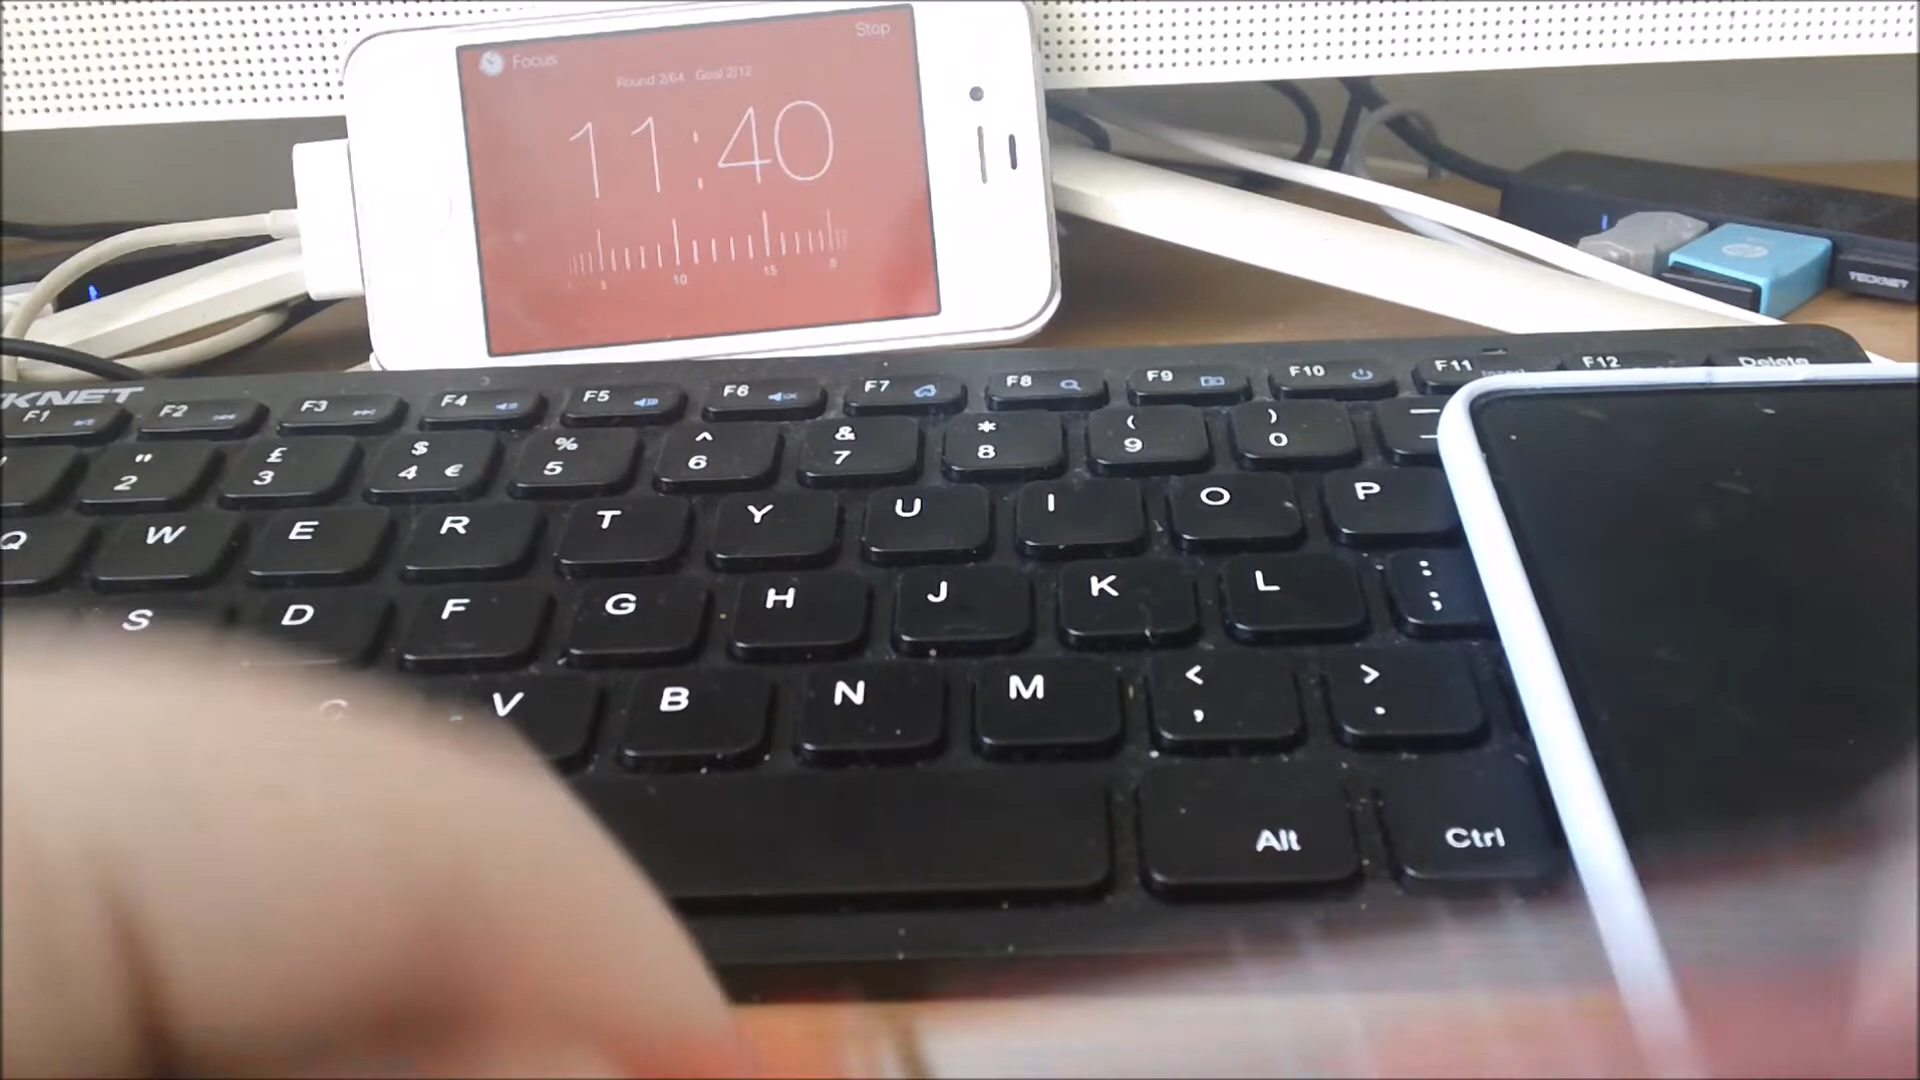 Stop
Focus
Round 2/64 Goal 2/12
11:40
5 10 15
TECKNET
KNET
F1 F2 F3 F4 F5 F6 F7 F8 F9 F10 F11 F12 Delete
" 2 £ 3 $ 4 € % 5 ^ 6 & 7 * 8 ( 9 ) 0
Q W E R T Y U I O P
S D F G H J K L : ;
C V B N M < , > .
Alt Ctrl